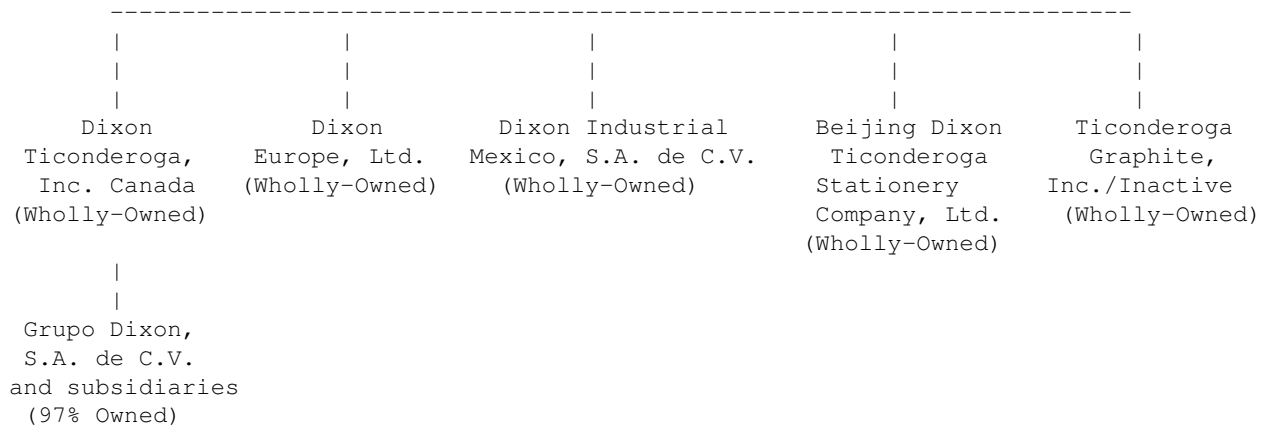 Dixon Ticonderoga, Inc. Canada (Wholly-Owned)
Dixon Europe, Ltd. (Wholly-Owned)
Dixon Industrial Mexico, S.A. de C.V. (Wholly-Owned)
Beijing Dixon Ticonderoga Stationery Company, Ltd. (Wholly-Owned)
Ticonderoga Graphite, Inc./Inactive (Wholly-Owned)
Grupo Dixon,
S.A. de C.V.
and subsidiaries
(97% Owned)